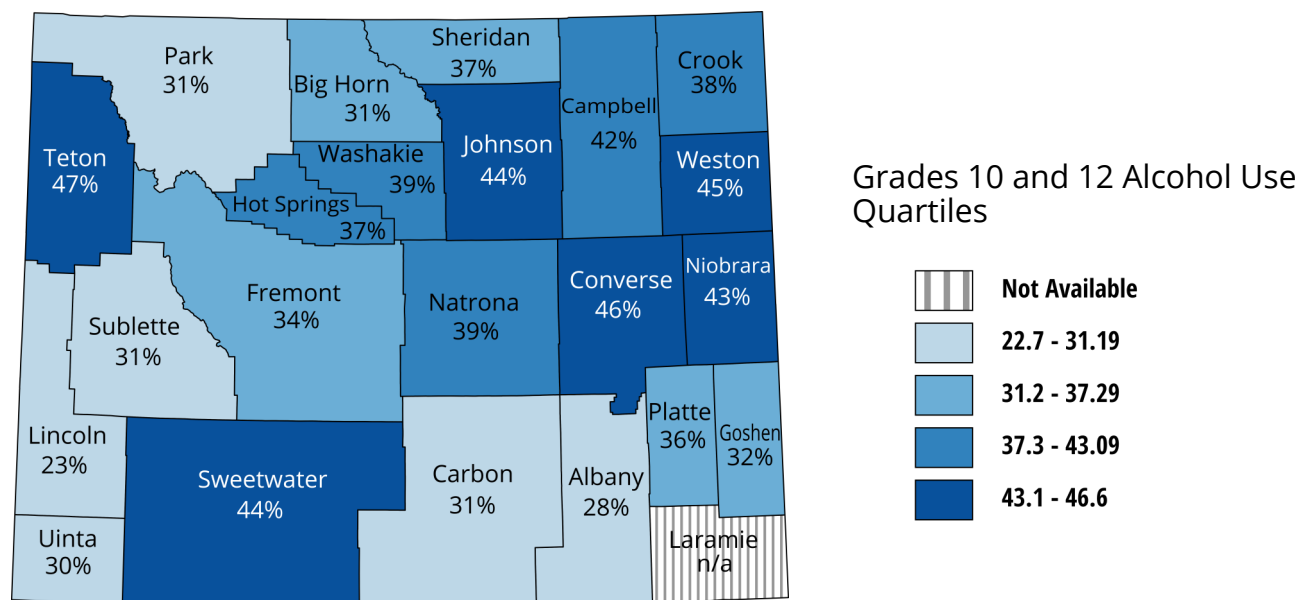 Park
31%
Big Horn
31%
Sheridan
37%
Campbell
42%
Crook
38%
Teton
47%
Washakie
39%
Johnson
44%
Weston
45%
Hot Springs
37%
Fremont
34%
Natrona
39%
Converse
46%
Niobrara
43%
Sublette
31%
Lincoln
23%
Uinta
30%
Sweetwater
44%
Carbon
31%
Albany
28%
Platte
36%
Goshen
32%
Laramie
n/a
Grades 10 and 12 Alcohol Use
Quartiles
Not Available
22.7 - 31.19
31.2 - 37.29
37.3 - 43.09
43.1 - 46.6